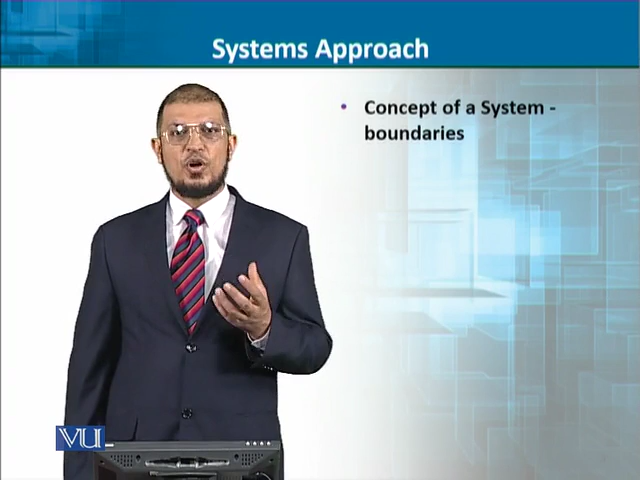 Systems Approach
• Concept of a System -
boundaries
VU